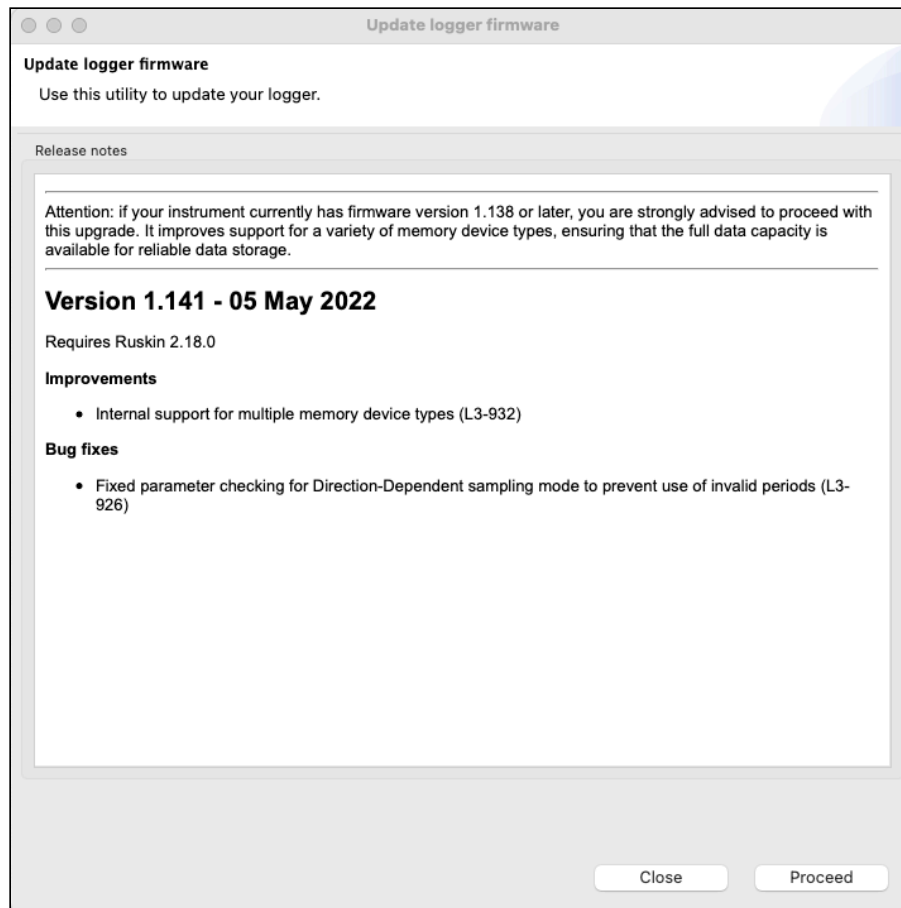 Update logger firmware
Update logger firmware
Use this utility to update your logger.
Release notes
Attention: if your instrument currently has firmware version 1.138 or later, you are strongly advised to proceed with
this upgrade. It improves support for a variety of memory device types, ensuring that the full data capacity is
available for reliable data storage.
Version 1.141 - 05 May 2022
Requires Ruskin 2.18.0
Improvements
• Internal support for multiple memory device types (L3-932)
Bug fixes
• Fixed parameter checking for Direction-Dependent sampling mode to prevent use of invalid periods (L3-
926)
Close Proceed